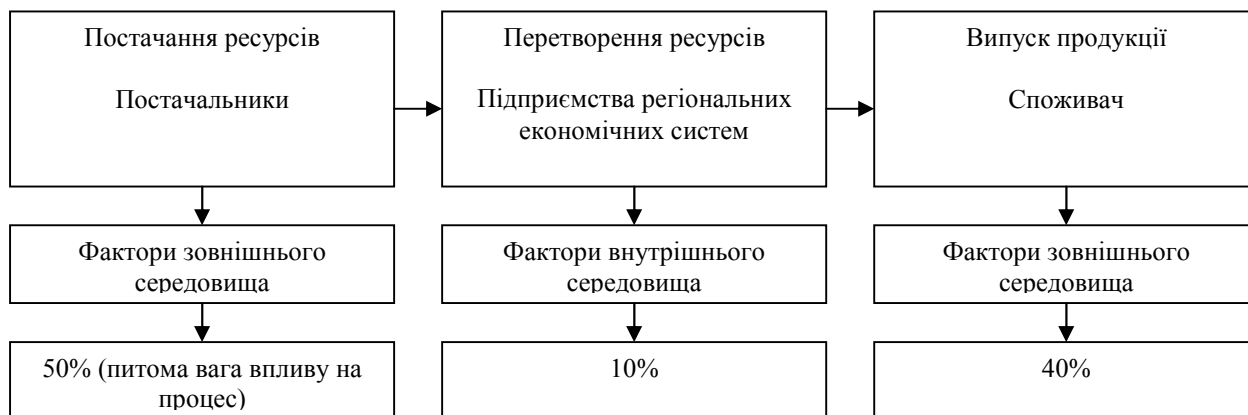 Постачання ресурсів
Постачальники
Перетворення ресурсів
Підприємства регіональних
економічних систем
Випуск продукції
Споживач
Фактори зовнішнього
середовища
Фактори внутрішнього
середовища
Фактори зовнішнього
середовища
50% (питома вага впливу на
процес)
10%
40%